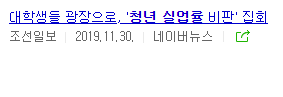 대학생들 광장으로, '청년 실업률 비판' 집회
조선일보 | 2019.11.30. | 네이버뉴스 |